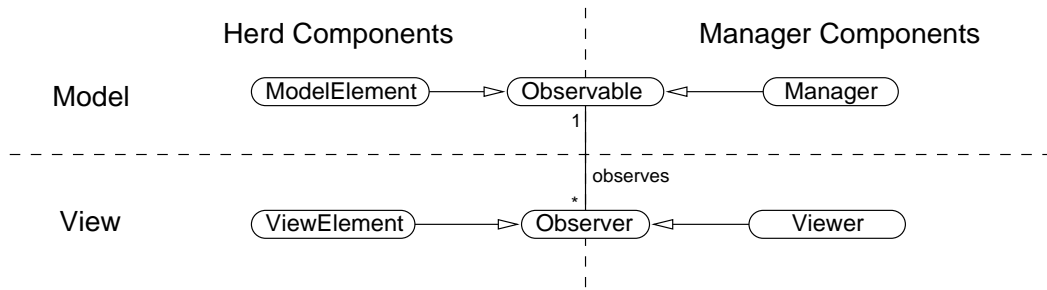 Herd Components Manager Components
Model ModelElement Observable Manager
1
observes
*
View ViewElement Observer Viewer